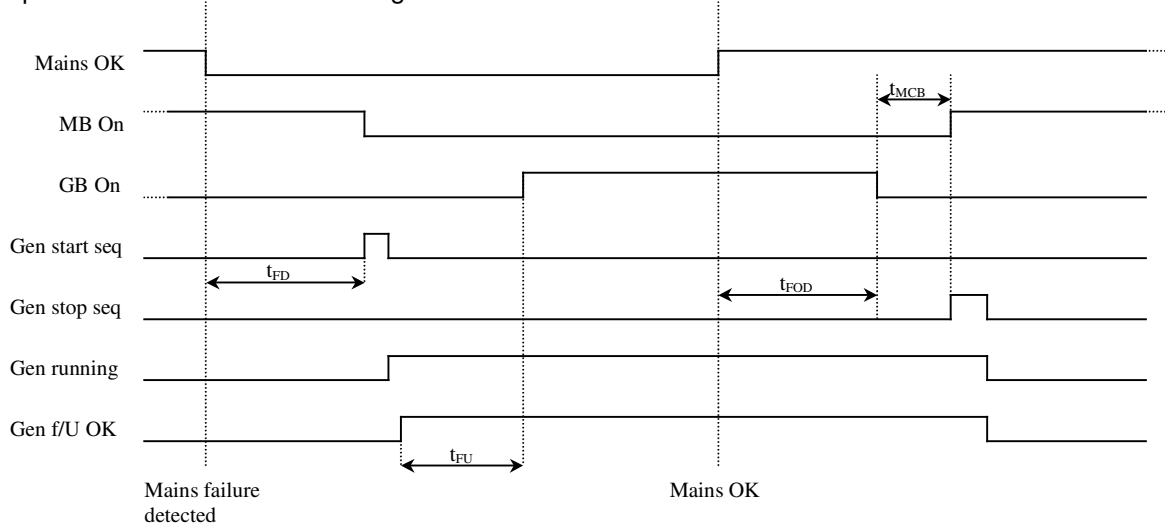 Mains OK
tMCB
MB On
GB On
Gen start seq
tFD
tFOD
Gen stop seq
Gen running
Gen f/U OK
tFU
Mains failure
detected
Mains OK